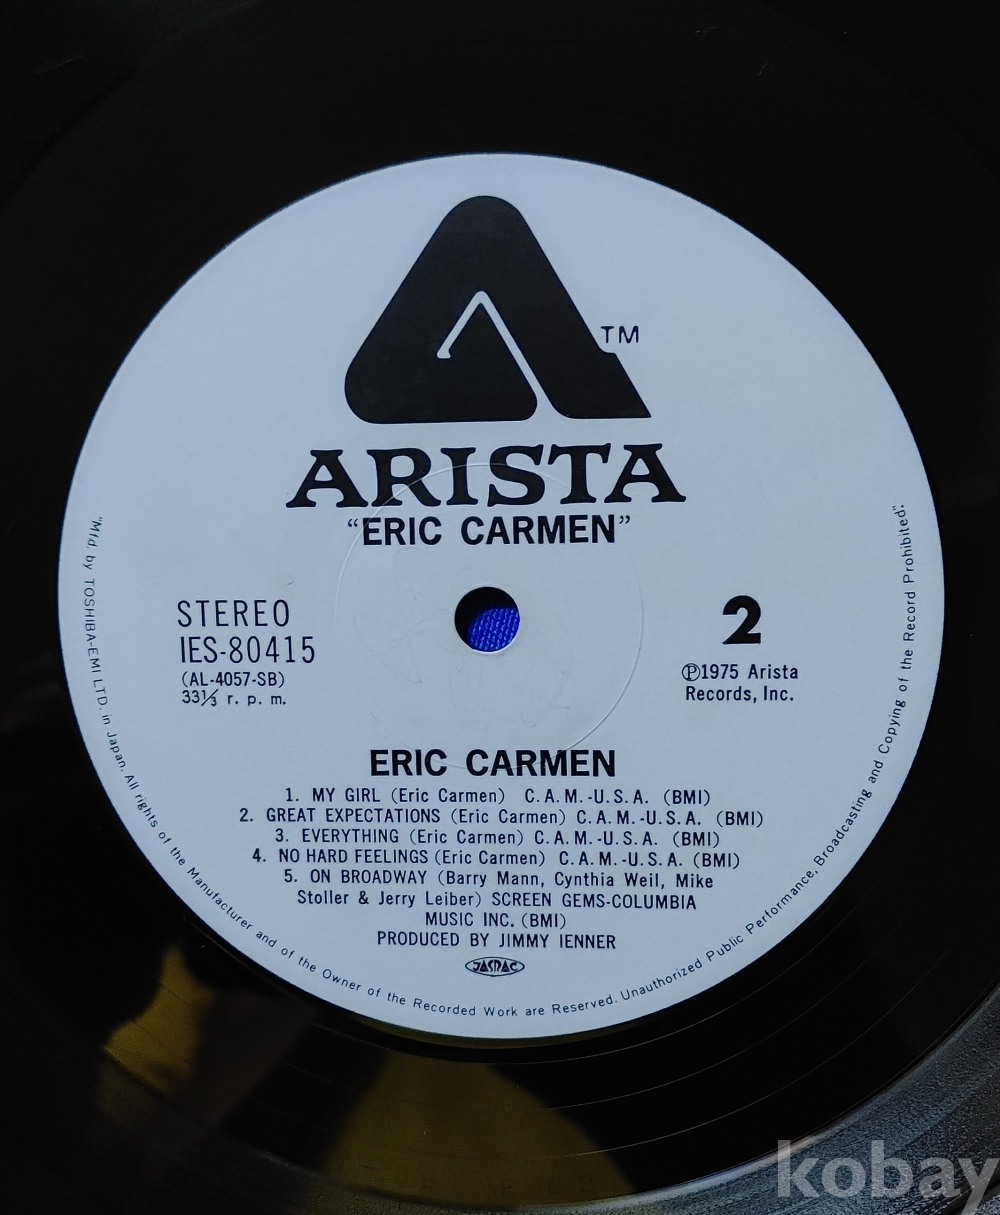 TM
ARISTA
“ERIC CARMEN”
STEREO
IES-80415
(AL-4057-SB)
33⅓ r. p. m.
2
Ⓟ1975 Arista
Records, Inc.
ERIC CARMEN
1. MY GIRL (Eric Carmen) C.A.M.-U.S.A. (BMI)
2. GREAT EXPECTATIONS (Eric Carmen) C.A.M.-U.S.A. (BMI)
3. EVERYTHING (Eric Carmen) C.A.M.-U.S.A. (BMI)
4. NO HARD FEELINGS (Eric Carmen) C.A.M.-U.S.A. (BMI)
5. ON BROADWAY (Barry Mann, Cynthia Weil, Mike
Stoller & Jerry Leiber) SCREEN GEMS-COLUMBIA
MUSIC INC. (BMI)
PRODUCED BY JIMMY IENNER
JASRAC
"Mfd. by TOSHIBA-EMI LTD. in Japan. All rights of the Manufacturer and of the Owner of the Recorded Work are Reserved. Unauthorized Public Performance, Broadcasting and Copying of the Record Prohibited".
kobay